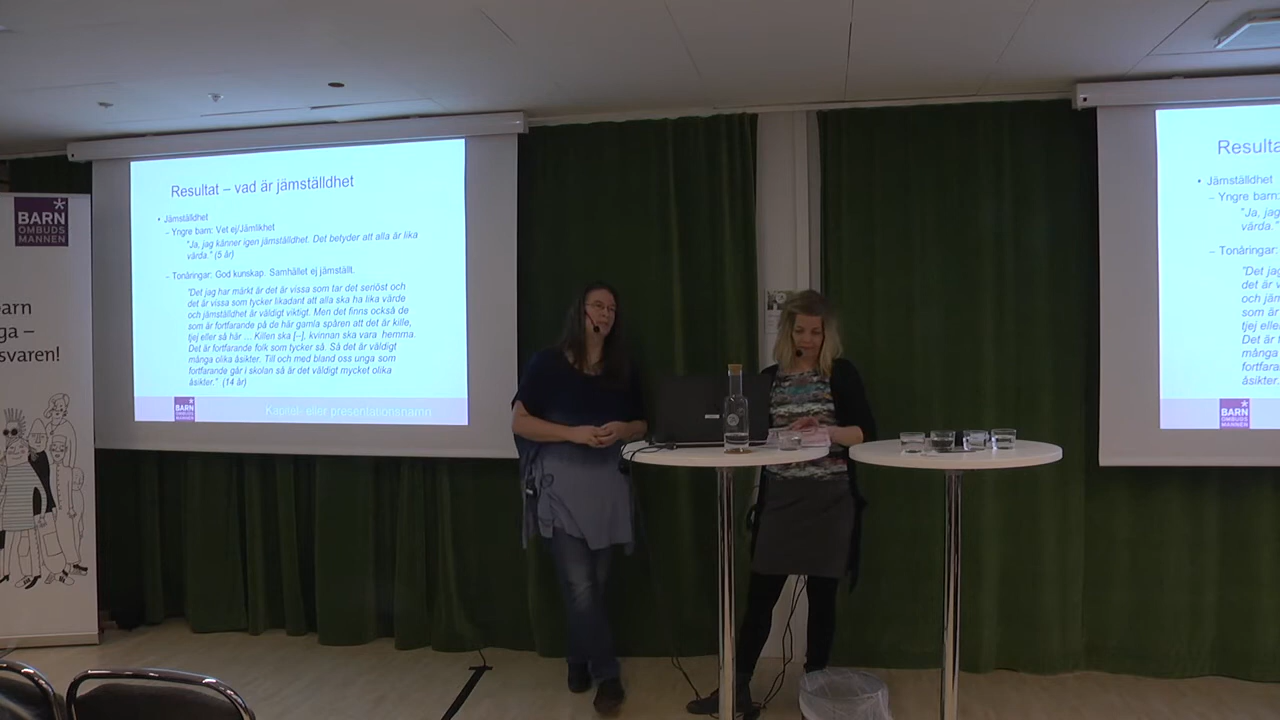 BARN
OMBUDS
MANNEN
arn
ga –
svaren!
Resultat – vad är jämställdhet
• Jämställdhet
– Yngre barn: Vet ej/Jämlikhet
"Ja, jag känner igen jämställdhet. Det betyder att alla är lika
värda " (5 år)
– Tonåringar: God kunskap. Samhället ej jämställt.
"Det jag har märkt är det är vissa som tar det seriöst och
det är vissa som tycker likadant att alla ska ha lika värde
och jämställdhet är väldigt viktigt. Men det finns också de
som är fortfarande på de här gamla spåren att det är kille,
tjej eller så här ... Killen ska [--], kvinnan ska vara hemma.
Det är fortfarande folk som tycker så. Så det är väldigt
många olika åsikter. Till och med bland oss unga som
fortfarande går i skolan så är det väldigt mycket olika
åsikter." (14 år)
BARN
OMBUDS
MANNEN
Kapitel- eller presentationsnamn
Resulta
• Jämställdhet
– Yngre barn:
"Ja, jag
värda."
– Tonåringar:
"Det jag
det är v
och jäm
som är
tjej elle
Det är f
många
fortfar
åsikter.
BARN
OMBUDS
MANNEN